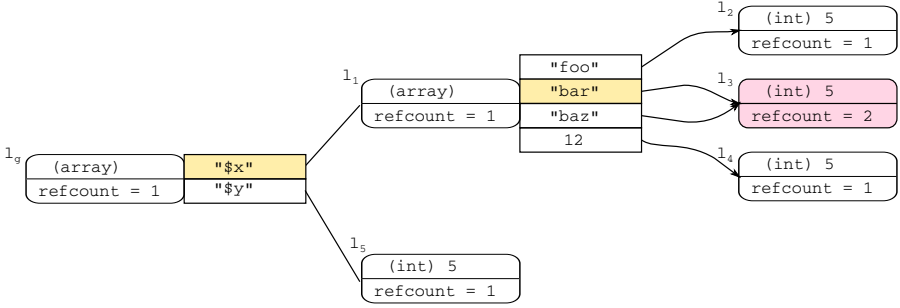 l₂
(int) 5
refcount = 1
l₁
(array)
refcount = 1
"foo"
"bar"
"baz"
12
l₃
(int) 5
refcount = 2
l₄
(int) 5
refcount = 1
l_g
(array)
refcount = 1
"$x"
"$y"
l₅
(int) 5
refcount = 1